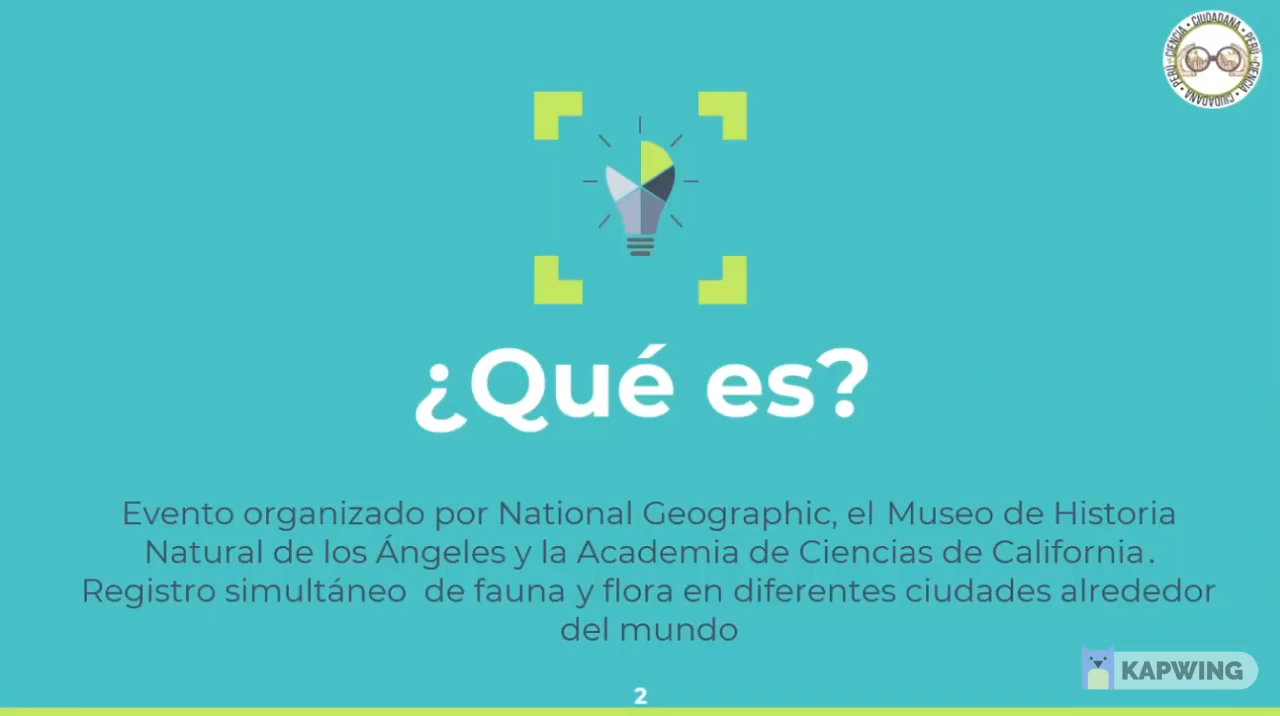 CIENCIA • CIUDADANA • PERÚ • CIENCIA • CIUDADANA • PERÚ •
¿Qué es?
Evento organizado por National Geographic, el Museo de Historia
Natural de los Ángeles y la Academia de Ciencias de California.
Registro simultáneo de fauna y flora en diferentes ciudades alrededor
del mundo
KAPWING
2